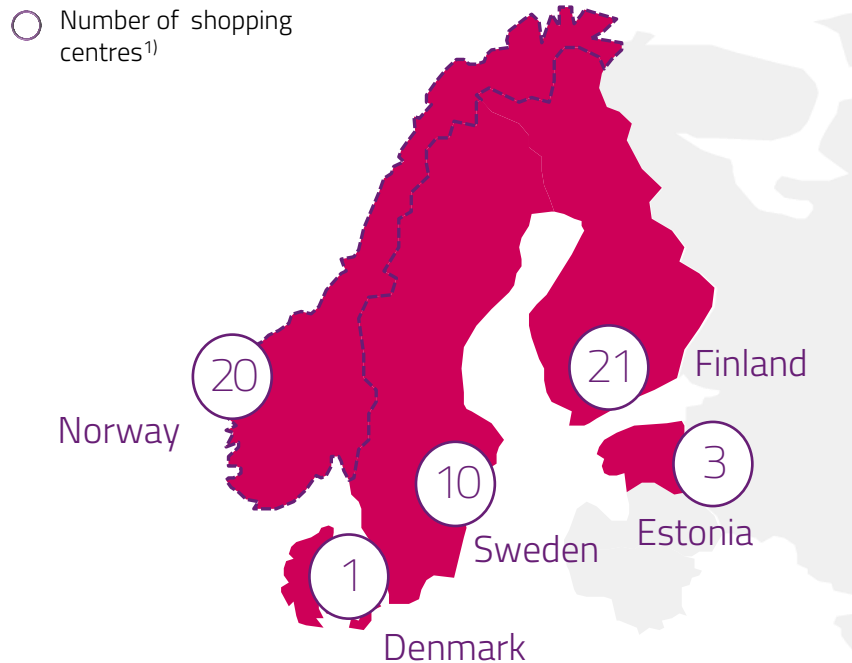 Number of shopping
centres1)
20
Norway
21
Finland
3
Estonia
10
Sweden
1
Denmark